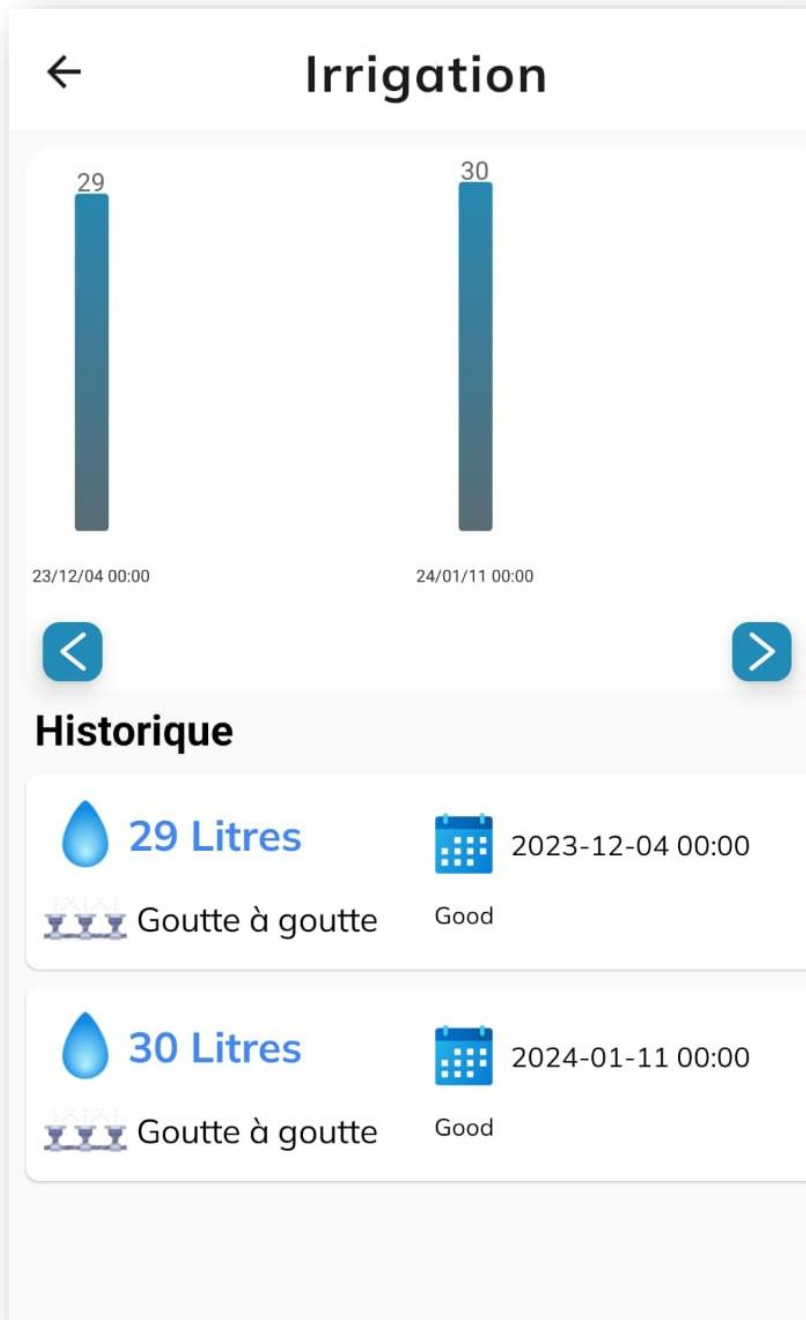 Irrigation
29
30
23/12/04 00:00
24/01/11 00:00
Historique
29 Litres
2023-12-04 00:00
Goutte à goutte
Good
30 Litres
2024-01-11 00:00
Goutte à goutte
Good